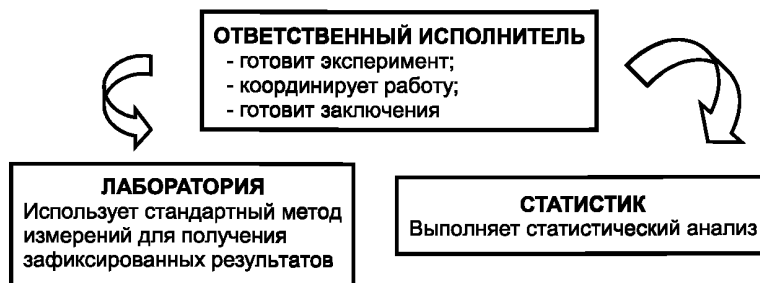 ОТВЕТСТВЕННЫЙ ИСПОЛНИТЕЛЬ
- готовит эксперимент;
- координирует работу;
- готовит заключения
ЛАБОРАТОРИЯ
Использует стандартный метод
измерений для получения
зафиксированных результатов
СТАТИСТИК
Выполняет статистический анализ